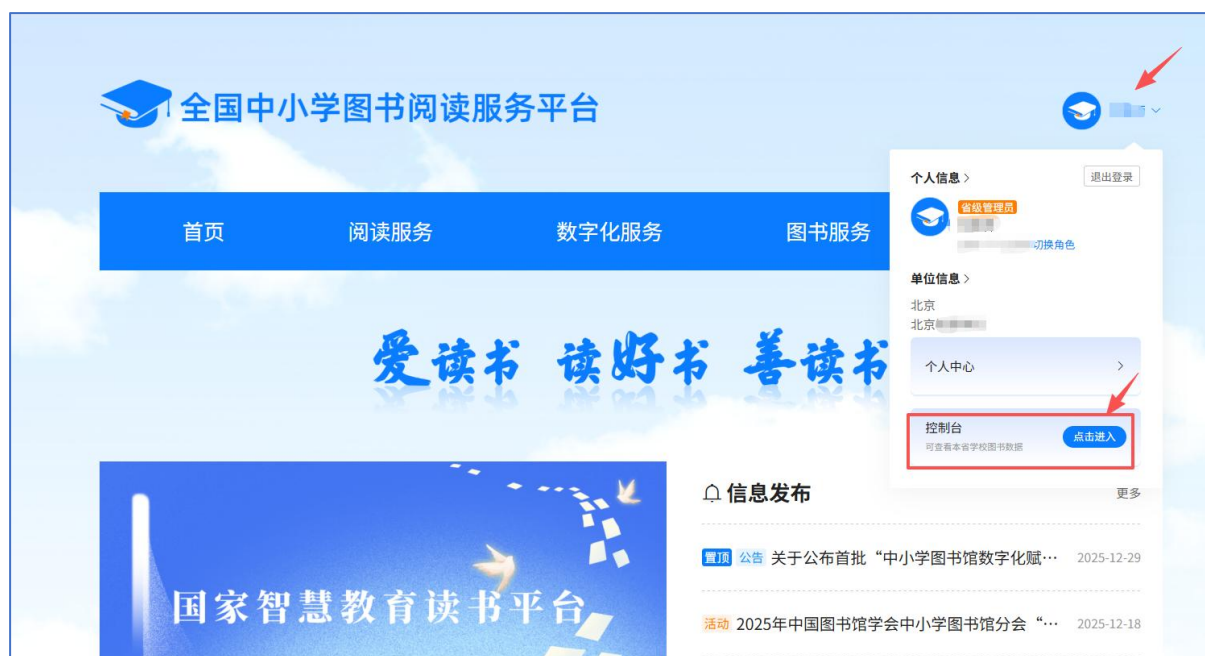 全国中小学图书阅读服务平台
个人信息 >
退出登录
首页
阅读服务
数字化服务
图书服务
省级管理员
切换角色
单位信息 >
北京
北京
爱读书 读好书 善读书
个人中心 >
控制台
可查看本省学校图书数据
点击进入
信息发布
更多
置顶 公告 关于公布首批“中小学图书馆数字化赋… 2025-12-29
国家智慧教育读书平台
活动 2025年中国图书馆学会中小学图书馆分会“… 2025-12-18